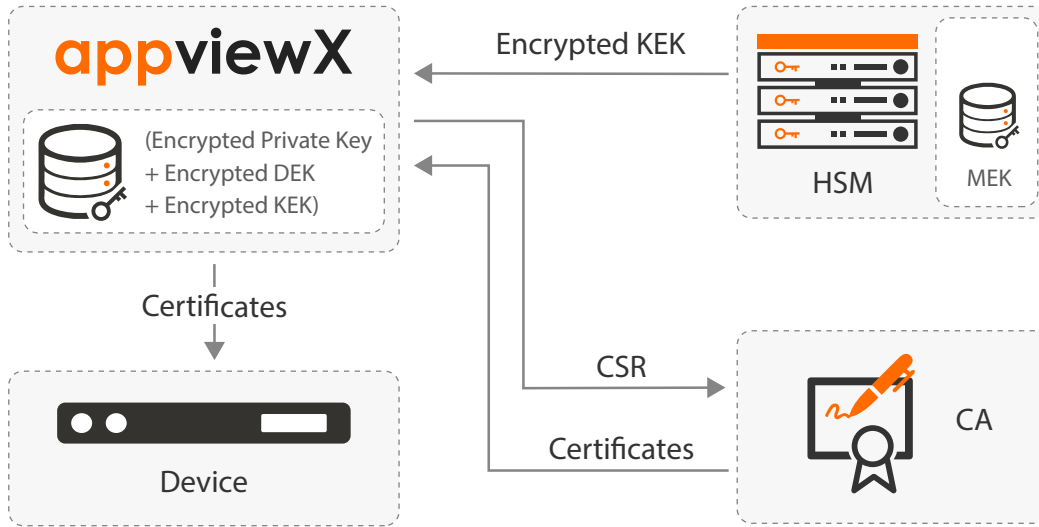 appviewX
(Encrypted Private Key
+ Encrypted DEK
+ Encrypted KEK)
Encrypted KEK
HSM
MEK
Certificates
CSR
Certificates
CA
Device